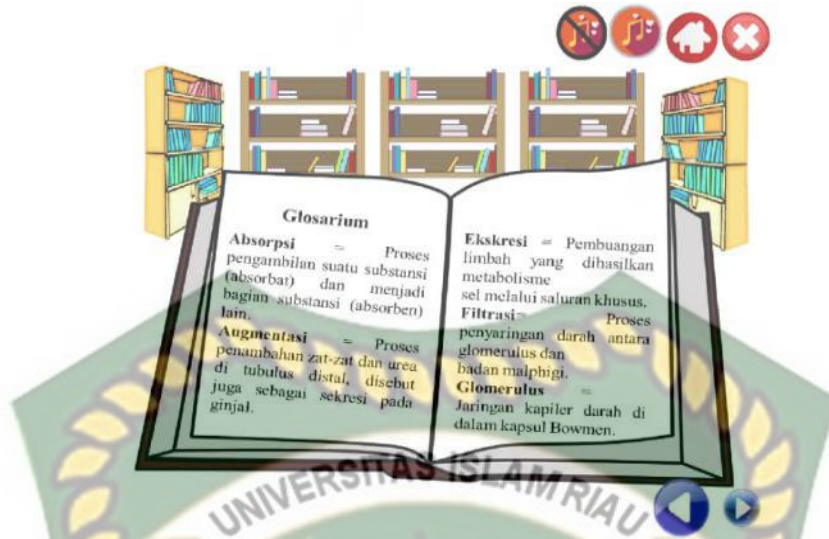 Glosarium
Absorpsi = Proses
pengambilan suatu substansi
(absorbat) dan menjadi
bagian substansi (absorben)
lain.
Augmentasi = Proses
penambahan zat-zat dan urea
di tubulus distal, disebut
juga sebagai sekresi pada
ginjal.
Ekskresi = Pembuangan
limbah yang dihasilkan
metabolisme
sel melalui saluran khusus.
Filtrasi= Proses
penyaringan darah antara
glomerulus dan
badan malphigi.
Glomerulus =
Jaringan kapiler darah di
dalam kapsul Bowmen.
UNIVERSITAS ISLAM RIAU